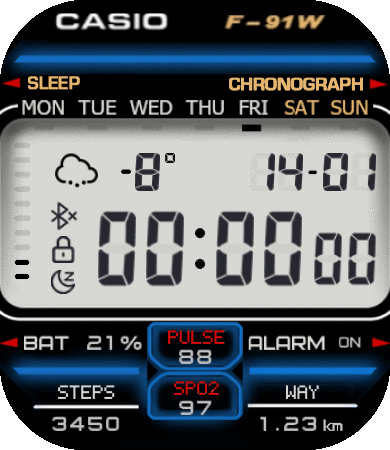 CASIO F-91W
SLEEP CHRONOGRAPH
MON TUE WED THU FRI SAT SUN
-8° 14-01
00:00 00
BAT 21% PULSE 88 ALARM ON
STEPS SPO2 WAY
3450 97 1.23 km